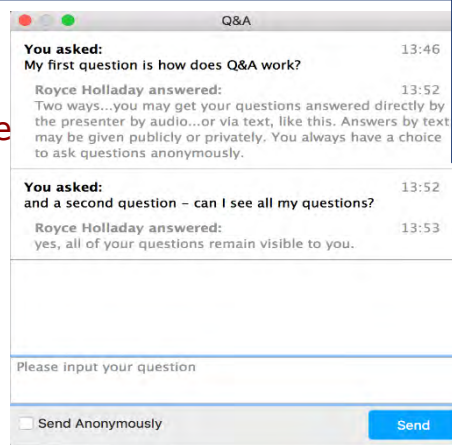 Q&A
You asked: 13:46
My first question is how does Q&A work?
Royce Holladay answered: 13:52
Two ways...you may get your questions answered directly by
the presenter by audio...or via text, like this. Answers by text
may be given publicly or privately. You always have a choice
to ask questions anonymously.
e
You asked: 13:52
and a second question – can I see all my questions?
Royce Holladay answered: 13:53
yes, all of your questions remain visible to you.
Please input your question
Send Anonymously
Send